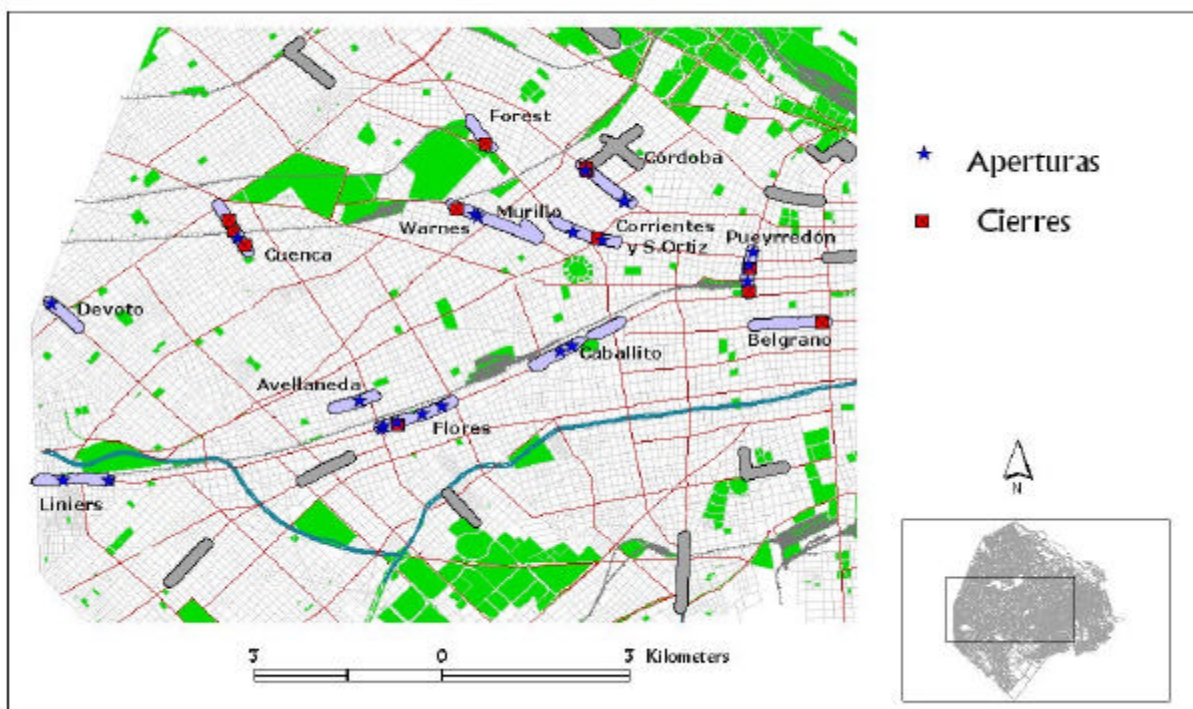 Forest
Córdoba
Murillo
Warnes
Corrientes
y S.Ortiz
Pueyrredón
Cuenca
Devoto
Belgrano
Caballito
Avellaneda
Flores
Liniers
3 0 3 Kilometers
Aperturas
Cierres
N